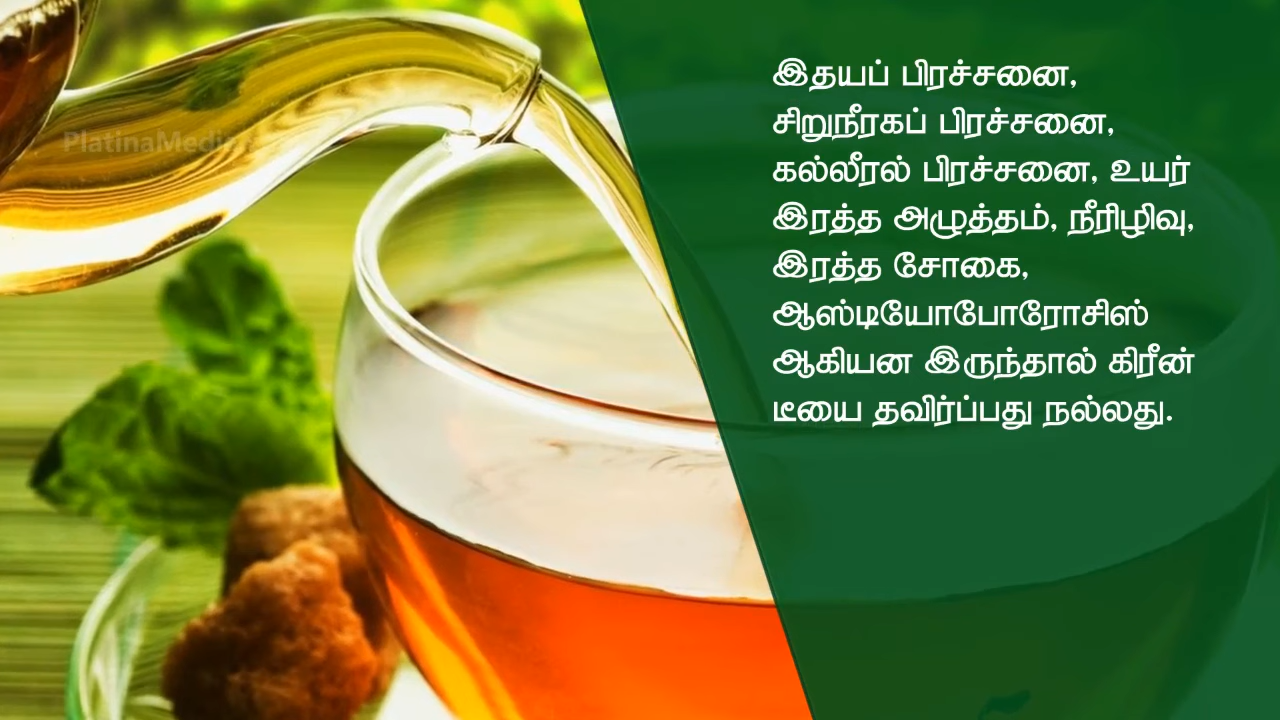 PlatinaMedia
இதயப் பிரச்சனை,
சிறுநீரகப் பிரச்சனை,
கல்லீரல் பிரச்சனை, உயர்
இரத்த அழுத்தம், நீரிழிவு,
இரத்த சோகை,
ஆஸ்டியோபோரோசிஸ்
ஆகியன இருந்தால் கிரீன்
டீயை தவிர்ப்பது நல்லது.